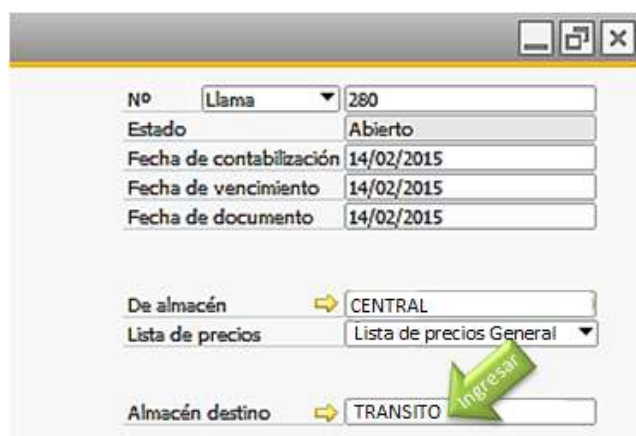 Nº Llama 280
Estado Abierto
Fecha de contabilización 14/02/2015
Fecha de vencimiento 14/02/2015
Fecha de documento 14/02/2015
De almacén CENTRAL
Lista de precios Lista de precios General
Ingresar
Almacén destino TRANSITO